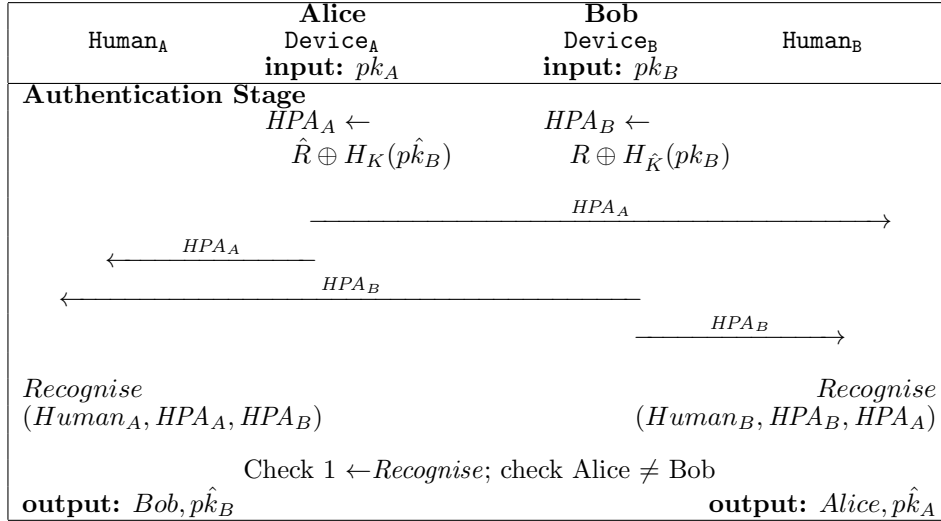 Alice Bob
Human_A Device_A Device_B Human_B
input: pk_A input: pk_B
Authentication Stage
HPA_A ← HPA_B ←
R̂ ⊕ H_K(pk̂_B) R ⊕ H_K̂(pk_B)
HPA_A
HPA_A
HPA_B
HPA_B
Recognise Recognise
(Human_A, HPA_A, HPA_B) (Human_B, HPA_B, HPA_A)
Check 1 ←Recognise; check Alice ≠ Bob
output: Bob, pk̂_B output: Alice, pk̂_A